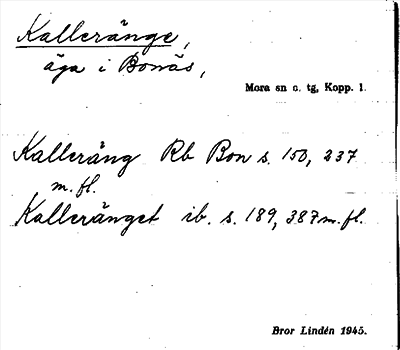 Kalleränge,
äga i Bonäs,
Mora sn o. tg, Kopp. l.
Kalleräng Rb Bon s. 150, 237
m. fl.
Kalleränget ib. s. 189, 387 m. fl.
Bror Lindén 1945.